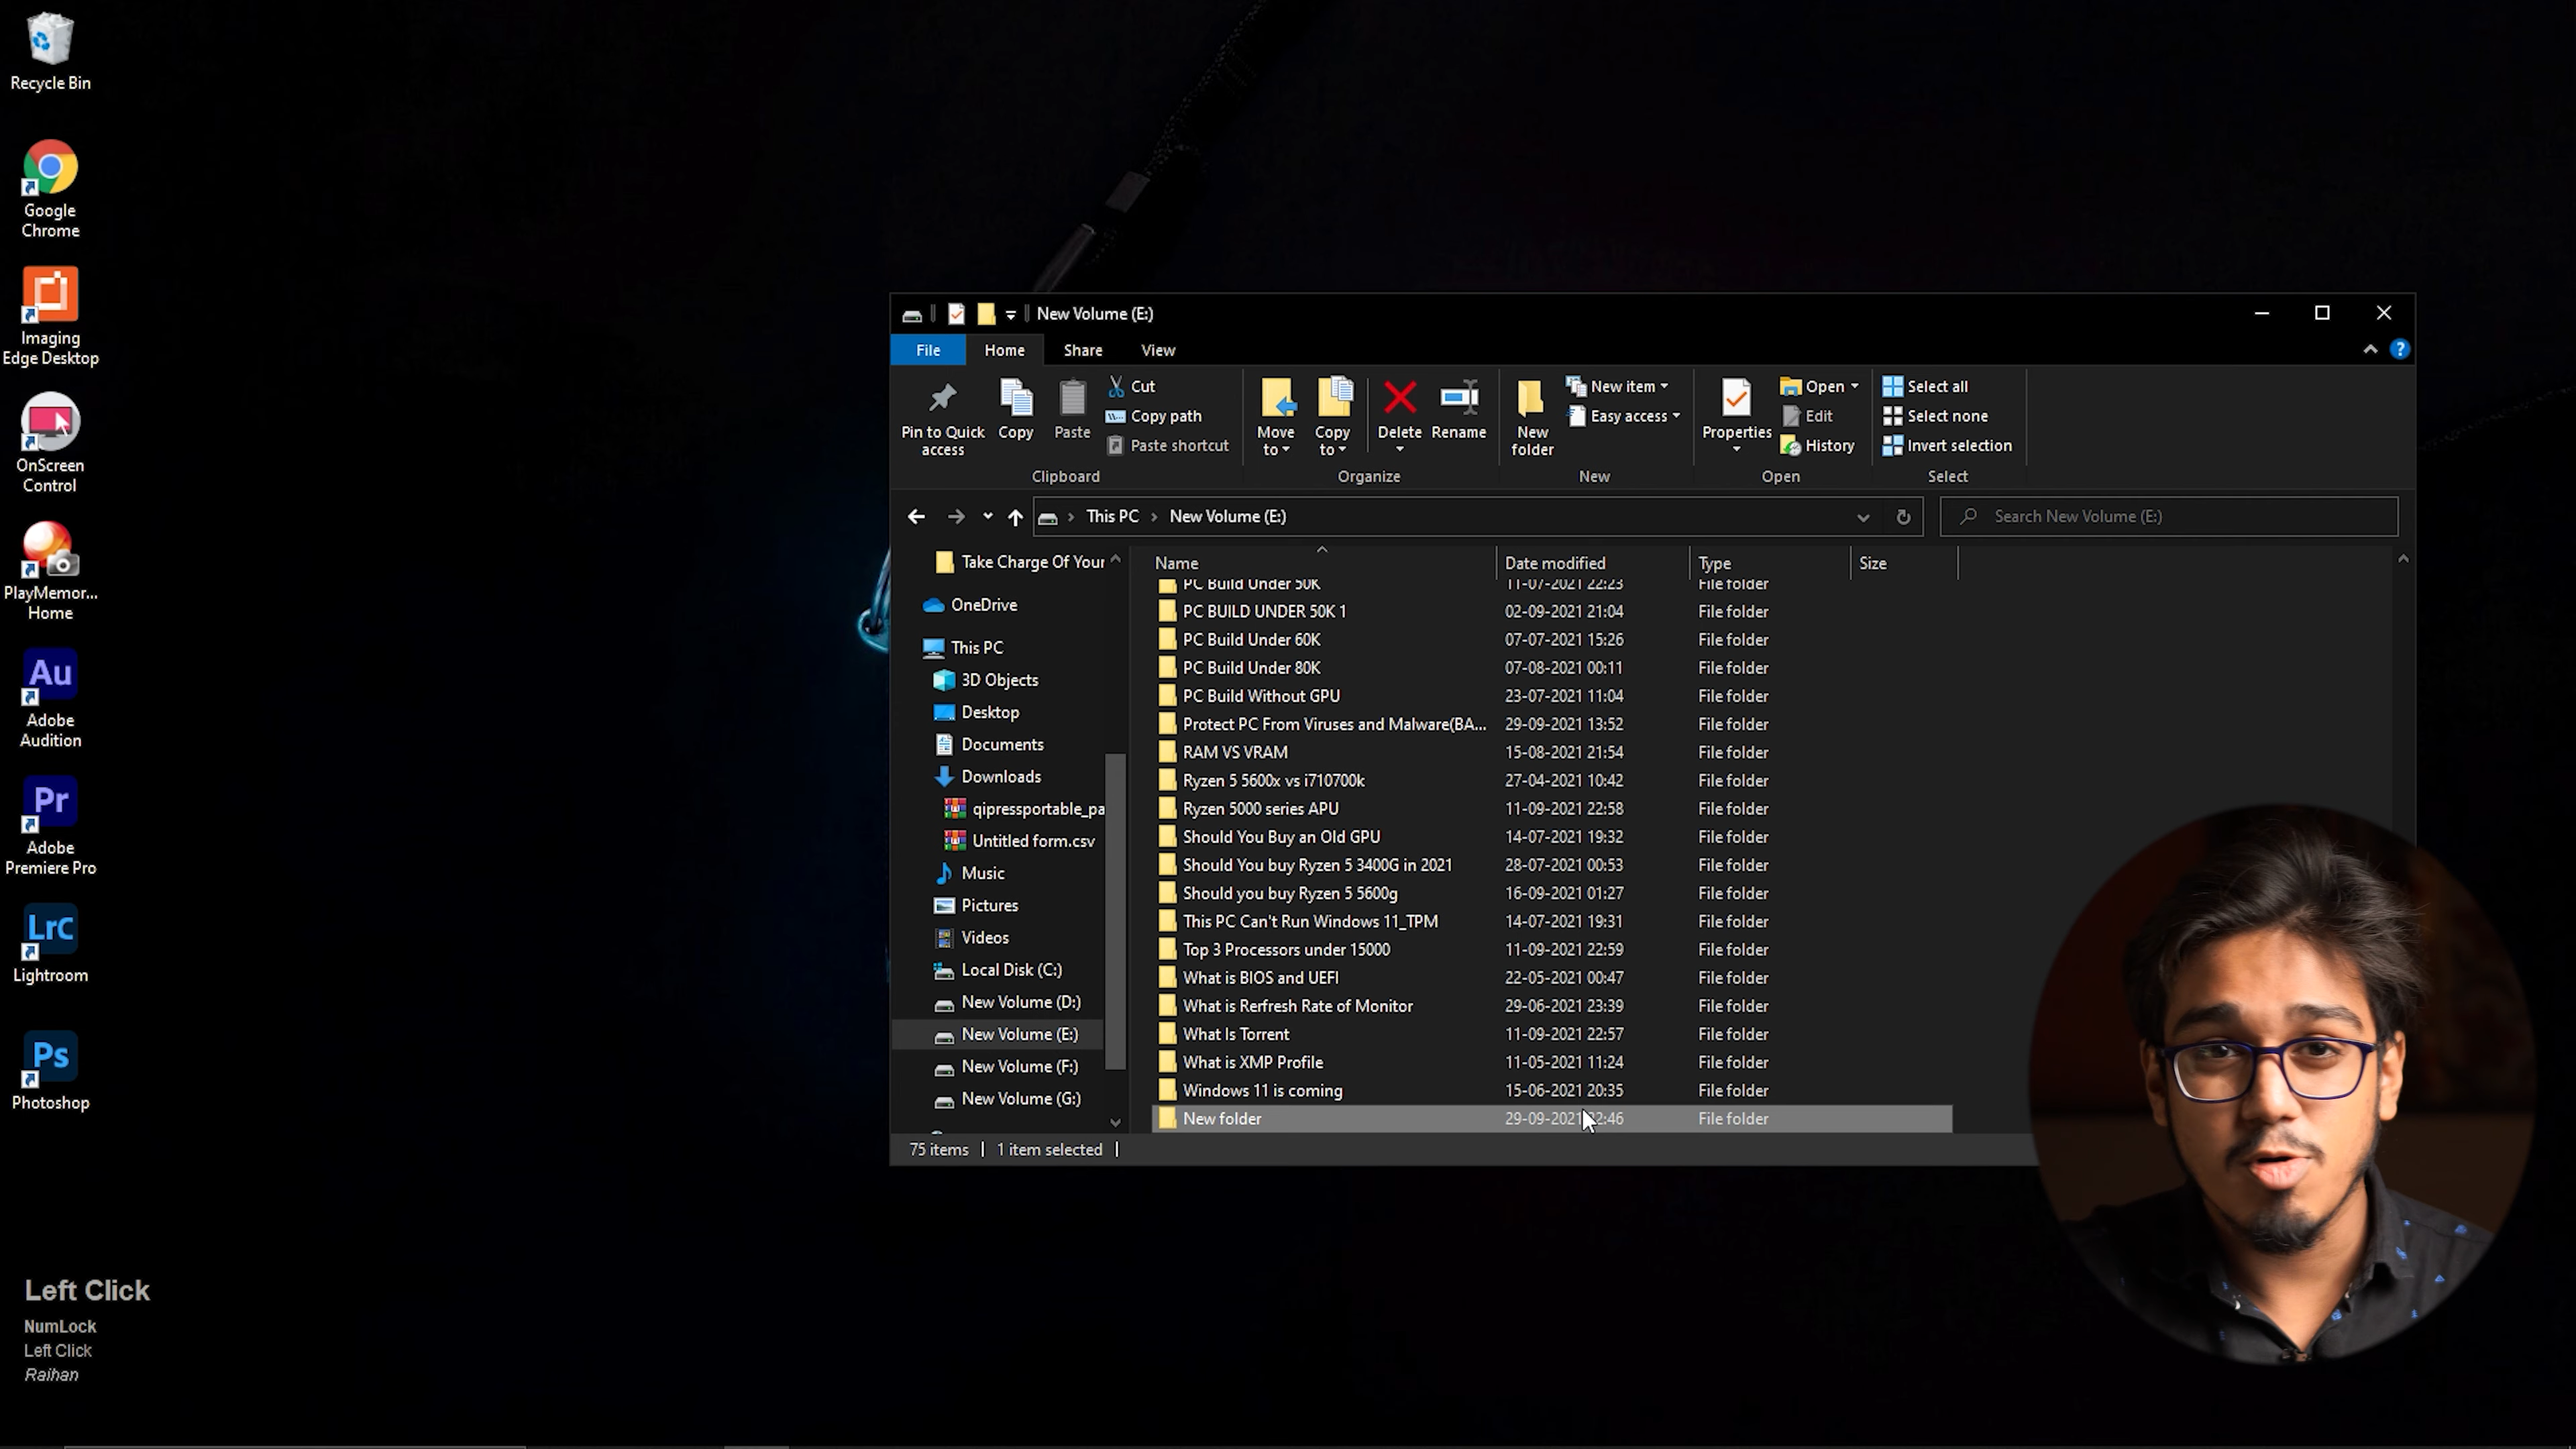 Recycle Bin
Google
Chrome
Imaging
Edge Desktop
OnScreen
Control
PlayMemor...
Home
Au
Adobe
Audition
Pr
Adobe
Premiere Pro
LrC
Lightroom
Ps
Photoshop
Left Click
NumLock
Left Click
Raihan
New Volume (E:)
File Home Share View
Pin to Quick
access
Copy
Paste
Cut
Copy path
Paste shortcut
Clipboard
Move
to
Copy
to
Delete
Rename
Organize
New
folder
New item
Easy access
New
Properties
Open
Edit
History
Open
Select all
Select none
Invert selection
Select
This PC New Volume (E:)
Search New Volume (E:)
Take Charge Of Your
OneDrive
This PC
3D Objects
Desktop
Documents
Downloads
qipressportable_pa
Untitled form.csv
Music
Pictures
Videos
Local Disk (C:)
New Volume (D:)
New Volume (E:)
New Volume (F:)
New Volume (G:)
Name Date modified Type Size
PC Build Under 50K 11-07-2021 22:23 File folder
PC BUILD UNDER 50K 1 02-09-2021 21:04 File folder
PC Build Under 60K 07-07-2021 15:26 File folder
PC Build Under 80K 07-08-2021 00:11 File folder
PC Build Without GPU 23-07-2021 11:04 File folder
Protect PC From Viruses and Malware(BA... 29-09-2021 13:52 File folder
RAM VS VRAM 15-08-2021 21:54 File folder
Ryzen 5 5600x vs i710700k 27-04-2021 10:42 File folder
Ryzen 5000 series APU 11-09-2021 22:58 File folder
Should You Buy an Old GPU 14-07-2021 19:32 File folder
Should You buy Ryzen 5 3400G in 2021 28-07-2021 00:53 File folder
Should you buy Ryzen 5 5600g 16-09-2021 01:27 File folder
This PC Can't Run Windows 11_TPM 14-07-2021 19:31 File folder
Top 3 Processors under 15000 11-09-2021 22:59 File folder
What is BIOS and UEFI 22-05-2021 00:47 File folder
What is Rerfresh Rate of Monitor 29-06-2021 23:39 File folder
What Is Torrent 11-09-2021 22:57 File folder
What is XMP Profile 11-05-2021 11:24 File folder
Windows 11 is coming 15-06-2021 20:35 File folder
New folder 29-09-2021 22:46 File folder
75 items 1 item selected